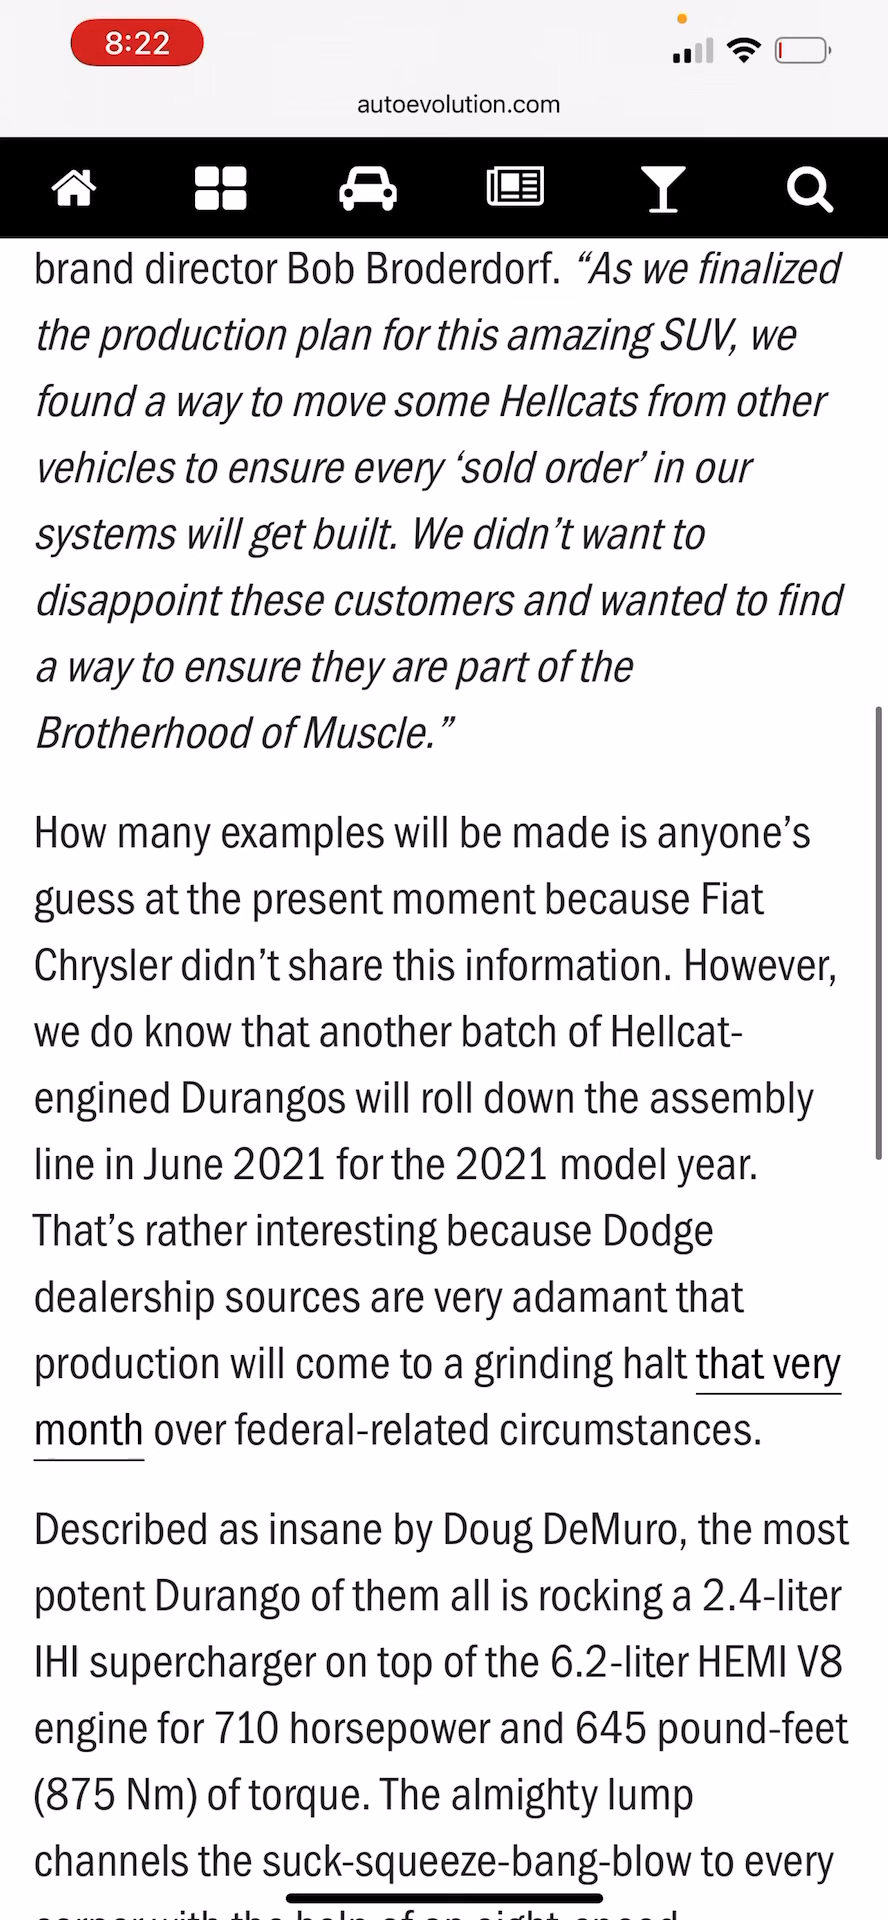 8:22
autoevolution.com
brand director Bob Broderdorf. “As we finalized
the production plan for this amazing SUV, we
found a way to move some Hellcats from other
vehicles to ensure every ‘sold order’ in our
systems will get built. We didn’t want to
disappoint these customers and wanted to find
a way to ensure they are part of the
Brotherhood of Muscle.”
How many examples will be made is anyone’s
guess at the present moment because Fiat
Chrysler didn’t share this information. However,
we do know that another batch of Hellcat-
engined Durangos will roll down the assembly
line in June 2021 for the 2021 model year.
That’s rather interesting because Dodge
dealership sources are very adamant that
production will come to a grinding halt that very
month over federal-related circumstances.
Described as insane by Doug DeMuro, the most
potent Durango of them all is rocking a 2.4-liter
IHI supercharger on top of the 6.2-liter HEMI V8
engine for 710 horsepower and 645 pound-feet
(875 Nm) of torque. The almighty lump
channels the suck-squeeze-bang-blow to every
corner with the help of an eight-speed